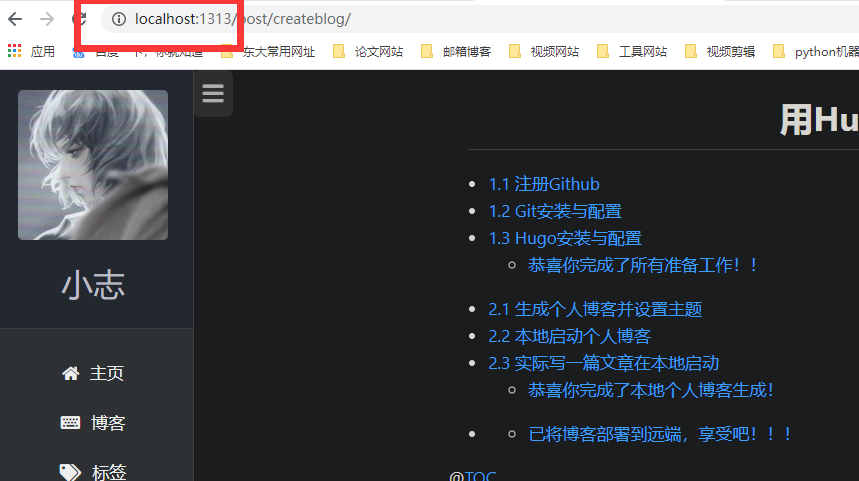 localhost:1313/post/createblog/
应用 百度一下，你就知道 东大常用网址 论文网站 邮箱博客 视频网站 工具网站 视频剪辑 python机器
用Hu
1.1 注册Github
1.2 Git安装与配置
1.3 Hugo安装与配置
恭喜你完成了所有准备工作！！
小志
2.1 生成个人博客并设置主题
2.2 本地启动个人博客
2.3 实际写一篇文章在本地启动
恭喜你完成了本地个人博客生成！
已将博客部署到远端，享受吧！！！
@TOC
主页
博客
标签